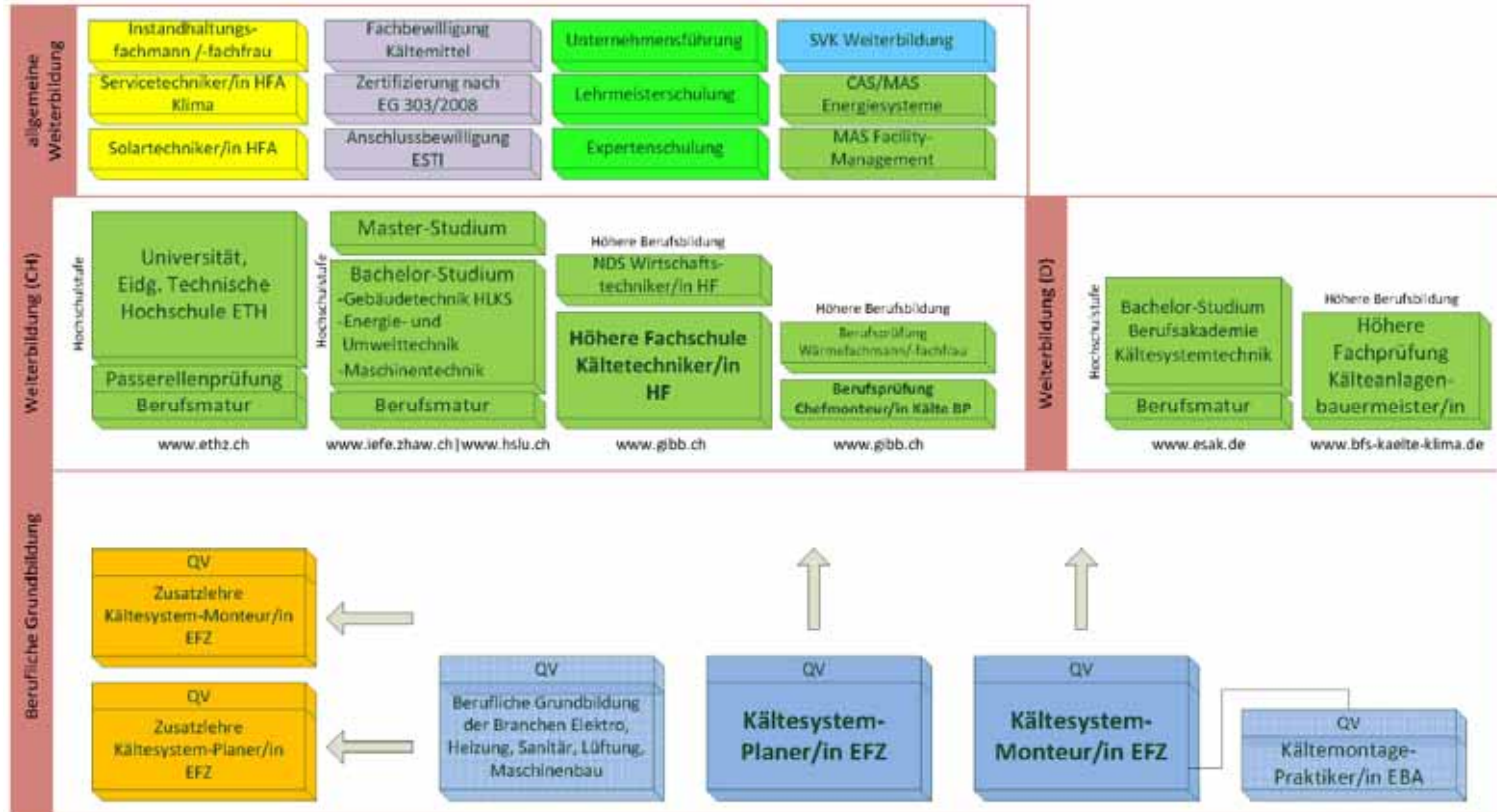 allgemeine
Weiterbildung
Instandhaltungs-
fachmann /-fachfrau
Servicetechniker/in HFA
Klima
Solartechniker/in HFA
Fachbewilligung
Kältemittel
Zertifizierung nach
EG 303/2008
Anschlussbewilligung
ESTI
Unternehmensführung
Lehrmeisterschulung
Expertenschulung
SVK Weiterbildung
CAS/MAS
Energiesysteme
MAS Facility-
Management
Weiterbildung (CH)
Hochschulstufe
Universität,
Eidg. Technische
Hochschule ETH
Passerellenprüfung
Berufsmatur
www.ethz.ch
Hochschulstufe
Master-Studium
Bachelor-Studium
-Gebäudetechnik HLKS
-Energie- und
Umwelttechnik
-Maschinentechnik
Berufsmatur
www.iefe.zhaw.ch|www.hslu.ch
Höhere Berufsbildung
NDS Wirtschafts-
techniker/in HF
Höhere Fachschule
Kältetechniker/in
HF
www.gibb.ch
Höhere Berufsbildung
Berufsprüfung
Wärmefachmann/-fachfrau
Berufsprüfung
Chefmonteur/in Kälte BP
www.gibb.ch
Weiterbildung (D)
Hochschulstufe
Bachelor-Studium
Berufsakademie
Kältesystemtechnik
Berufsmatur
www.esak.de
Höhere Berufsbildung
Höhere
Fachprüfung
Kälteanlagen-
bauermeister/in
www.bfs-kaelte-klima.de
Berufliche Grundbildung
QV
Zusatzlehre
Kältesystem-Monteur/in
EFZ
QV
Zusatzlehre
Kältesystem-Planer/in
EFZ
QV
Berufliche Grundbildung
der Branchen Elektro,
Heizung, Sanitär, Lüftung,
Maschinenbau
QV
Kältesystem-
Planer/in EFZ
QV
Kältesystem-
Monteur/in EFZ
QV
Kältemontage-
Praktiker/in EBA